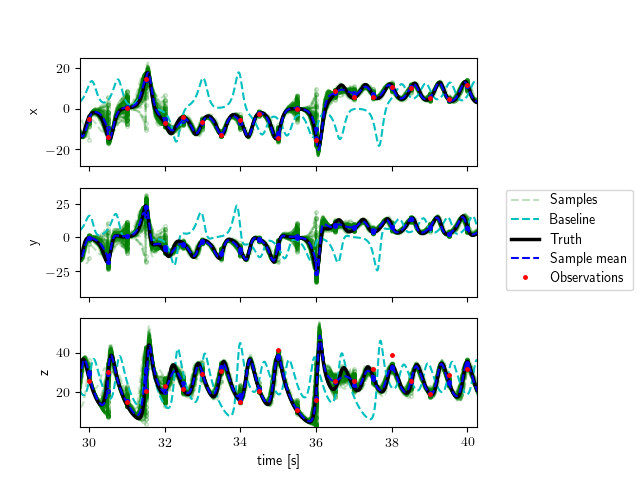 20
0
−20
x
25
0
−25
y
40
20
z
30
32
34
36
38
40
time [s]
Samples
Baseline
Truth
Sample mean
Observations